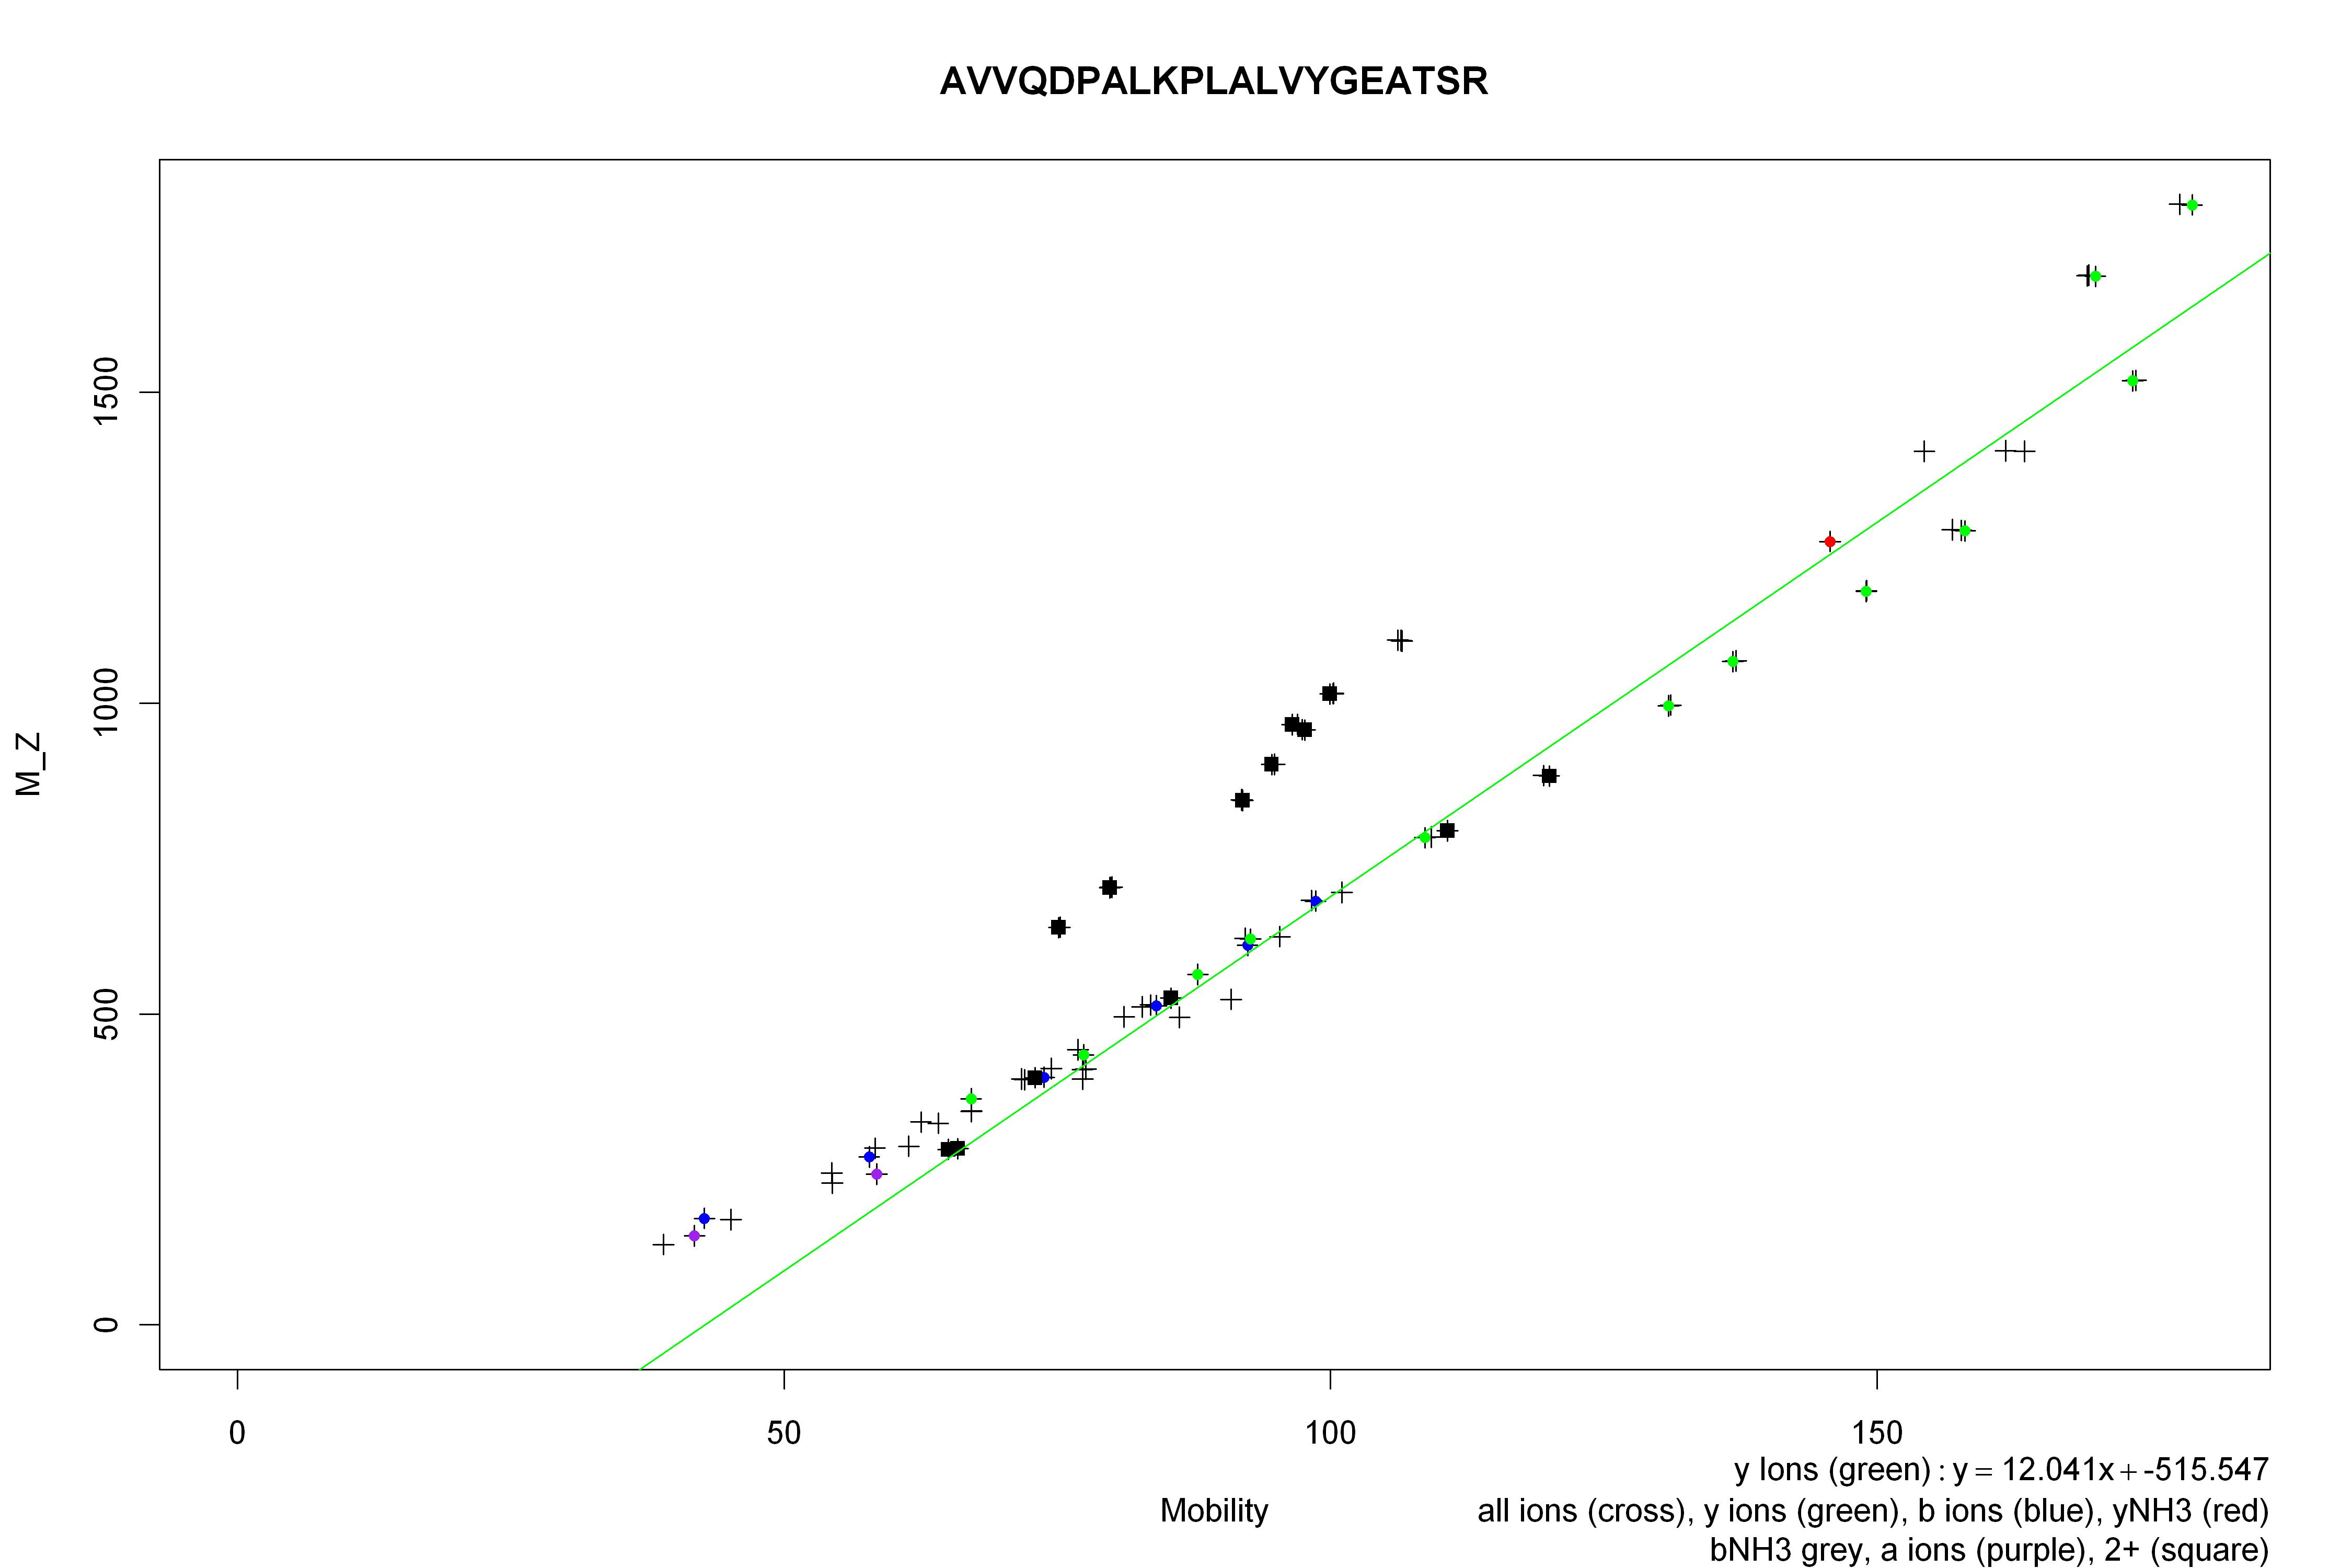 AVVQDPALKPLALVYGEATSR
1500
1000
500
0
M_Z
0 50 100 150
y Ions (green) : y = 12.041x + -515.547
Mobility
all ions (cross), y ions (green), b ions (blue), yNH3 (red)
bNH3 grey, a ions (purple), 2+ (square)